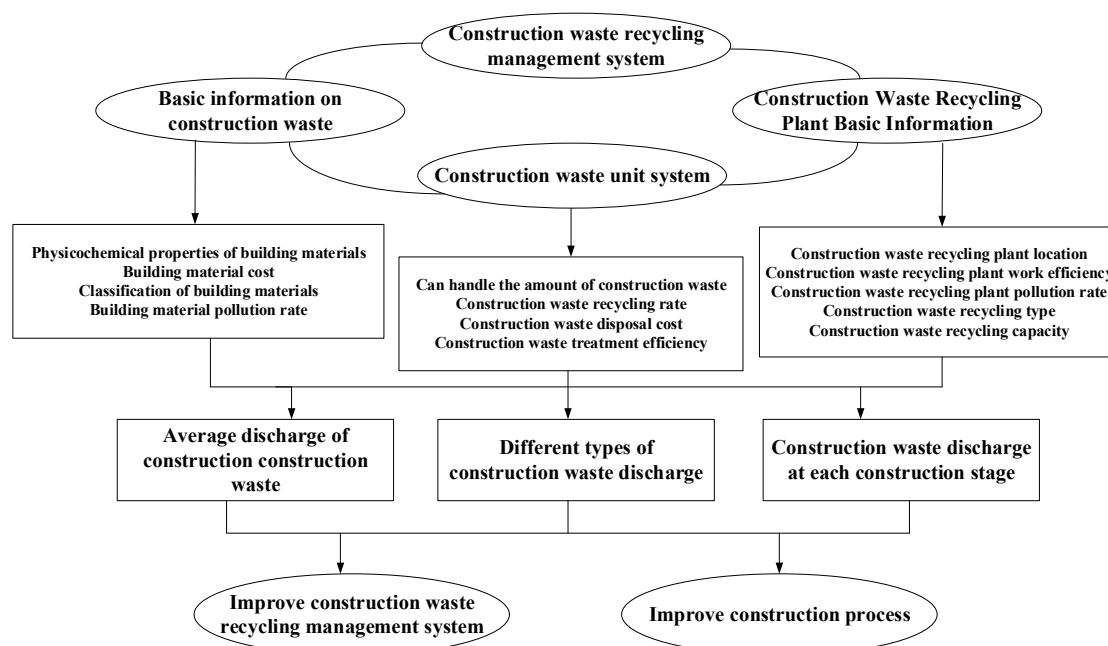 Construction waste recycling
management system
Basic information on
construction waste
Construction Waste Recycling
Plant Basic Information
Construction waste unit system
Physicochemical properties of building materials
Building material cost
Classification of building materials
Building material pollution rate
Can handle the amount of construction waste
Construction waste recycling rate
Construction waste disposal cost
Construction waste treatment efficiency
Construction waste recycling plant location
Construction waste recycling plant work efficiency
Construction waste recycling plant pollution rate
Construction waste recycling type
Construction waste recycling capacity
Average discharge of
construction construction
waste
Different types of
construction waste discharge
Construction waste discharge
at each construction stage
Improve construction waste
recycling management system
Improve construction process